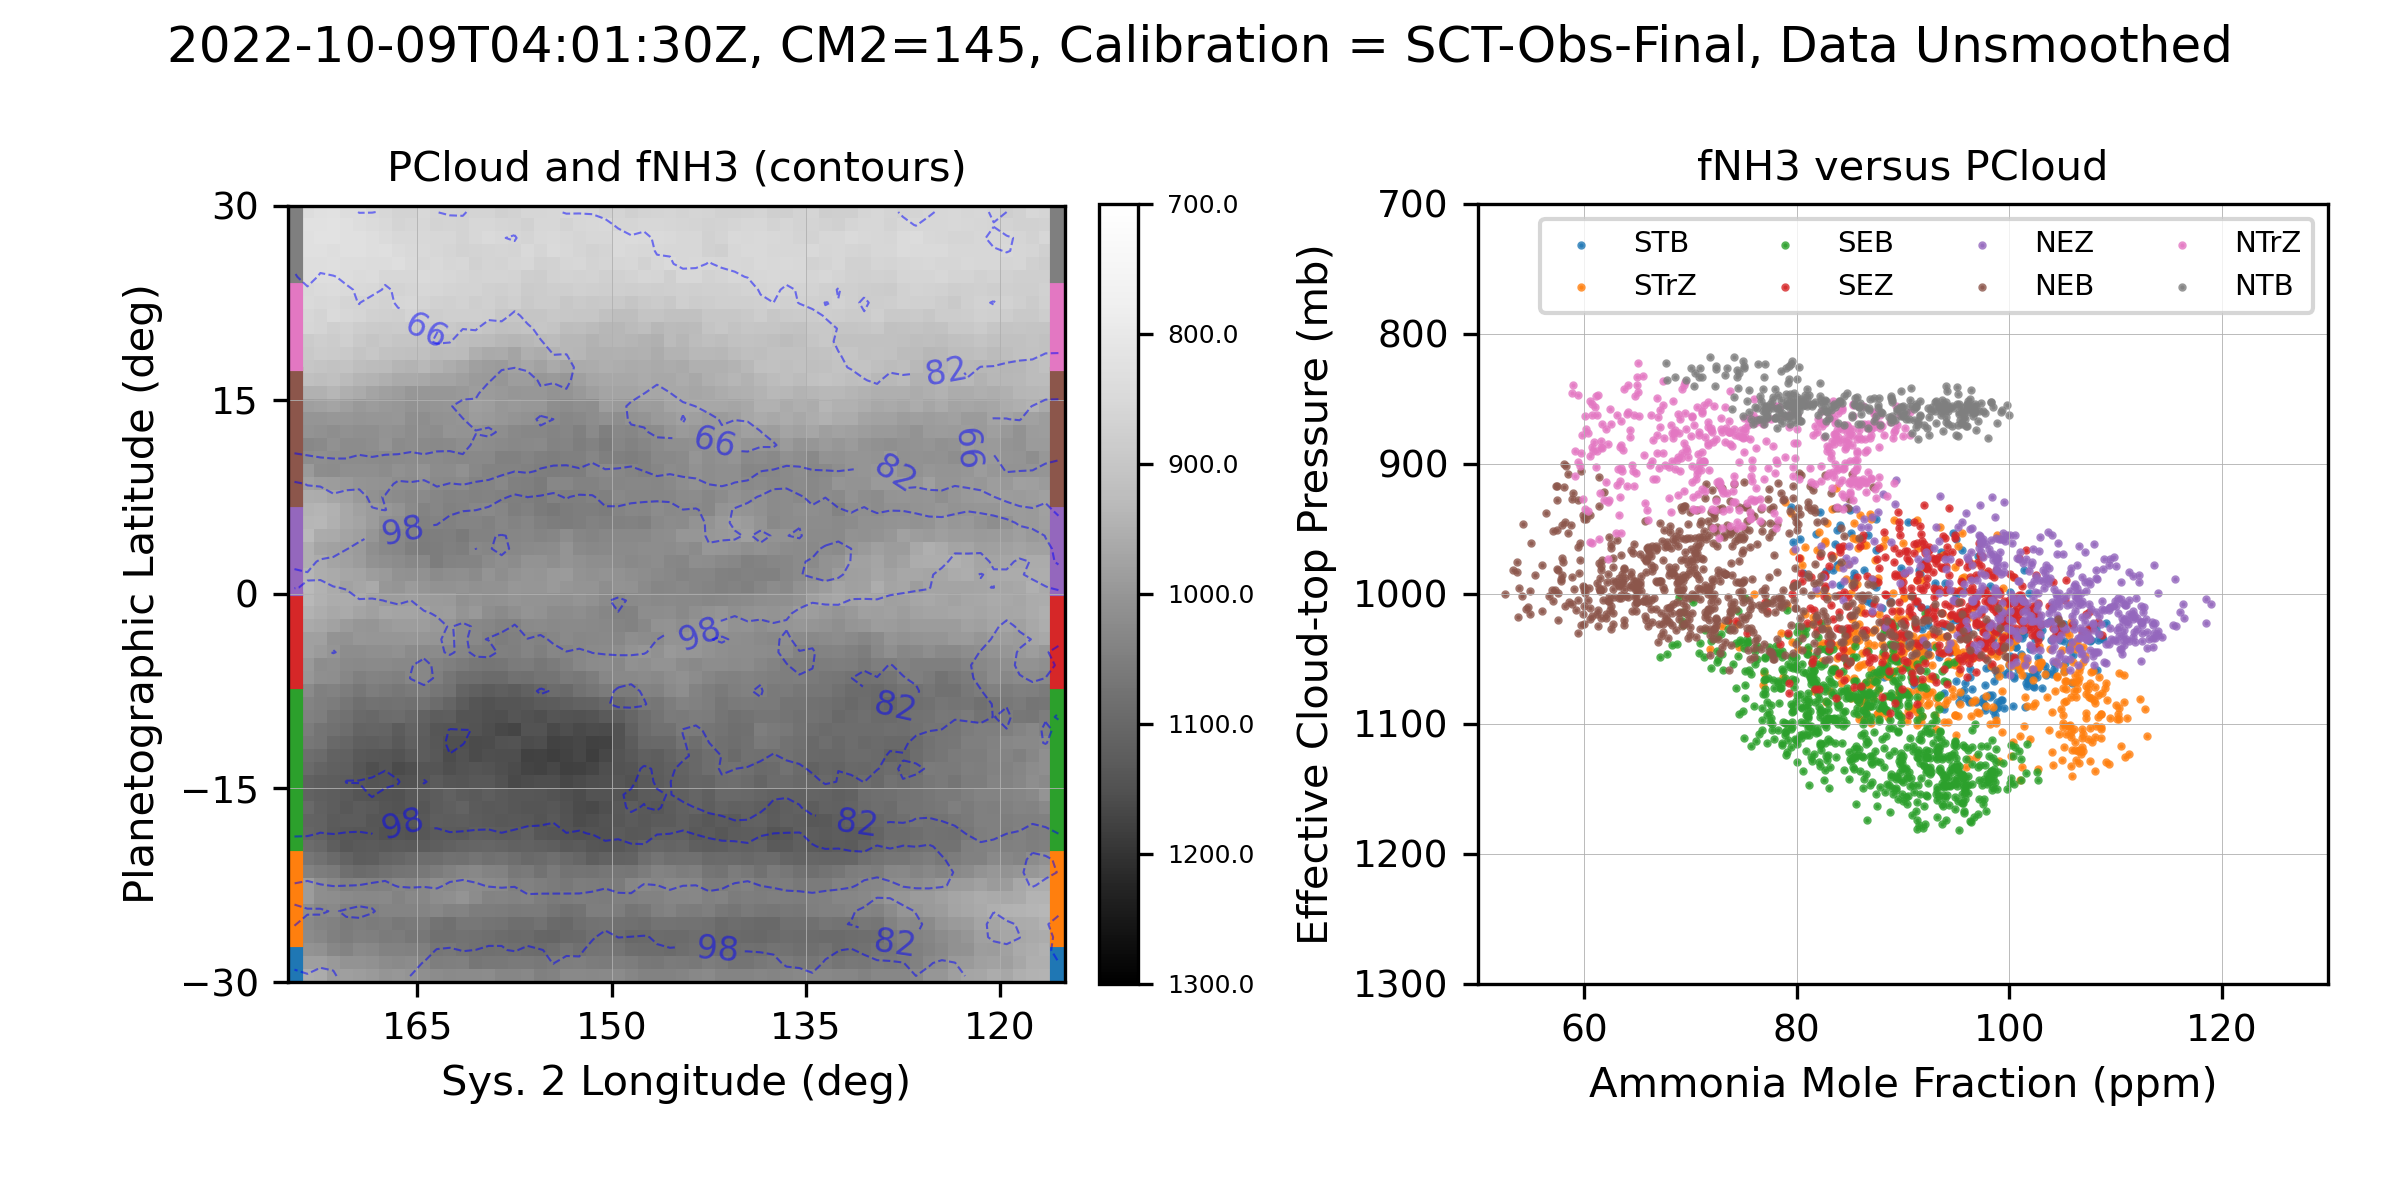 2022-10-09T04:01:30Z, CM2=145, Calibration = SCT-Obs-Final, Data Unsmoothed
PCloud and fNH3 (contours)
Planetographic Latitude (deg)
30
15
0
−15
−30
165
150
135
120
Sys. 2 Longitude (deg)
66
82
66
66
82
98
98
82
98
82
98
82
700.0
800.0
900.0
1000.0
1100.0
1200.0
1300.0
fNH3 versus PCloud
Effective Cloud-top Pressure (mb)
700
800
900
1000
1100
1200
1300
STB
SEB
NEZ
NTrZ
STrZ
SEZ
NEB
NTB
60
80
100
120
Ammonia Mole Fraction (ppm)